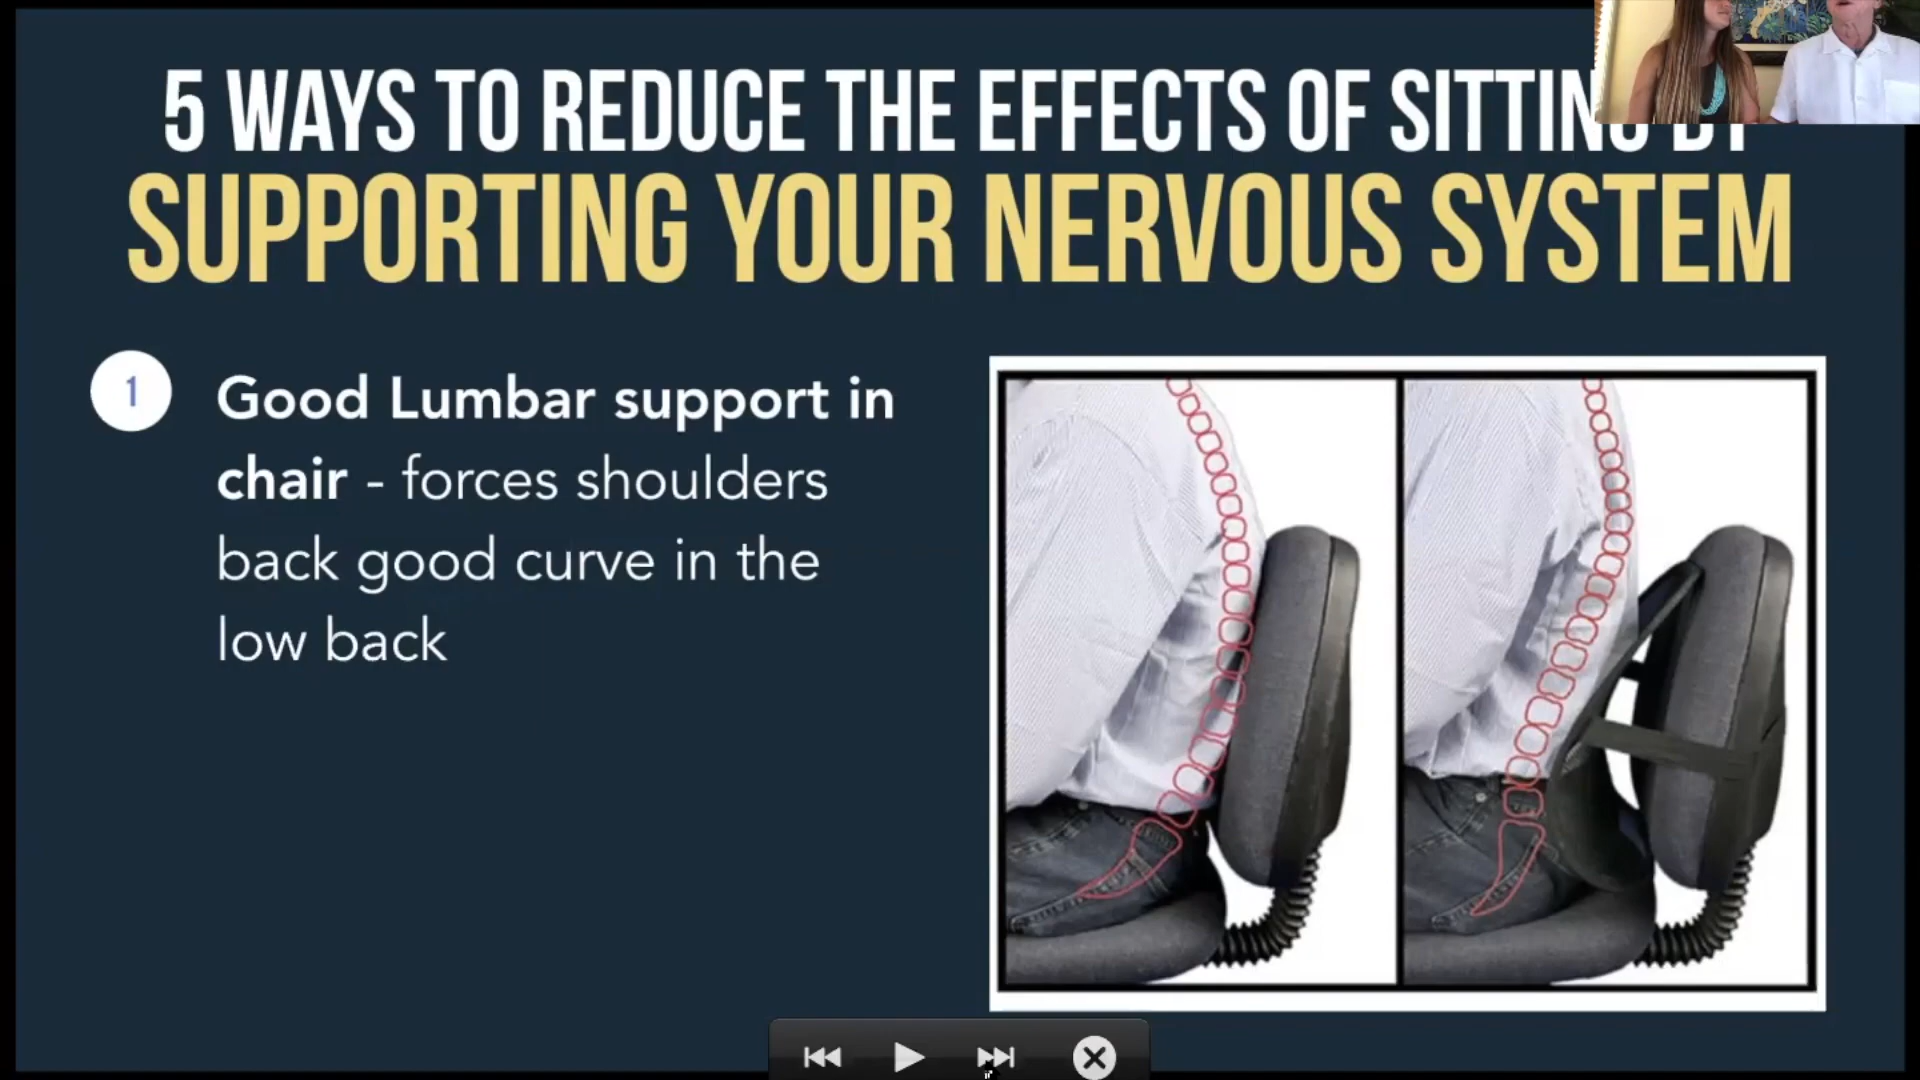 5 WAYS TO REDUCE THE EFFECTS OF SITTING BY
SUPPORTING YOUR NERVOUS SYSTEM
1
Good Lumbar support in
chair - forces shoulders
back good curve in the
low back